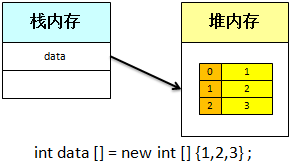 栈内存
data
堆内存
0 1
1 2
2 3
int data [] = new int [] {1,2,3} ;